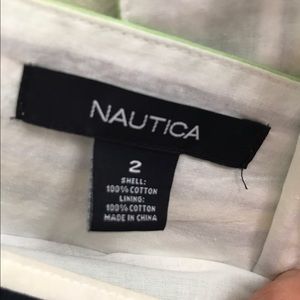 NAUTICA
2
SHELL:
100% COTTON
LINING:
100% COTTON
MADE IN CHINA